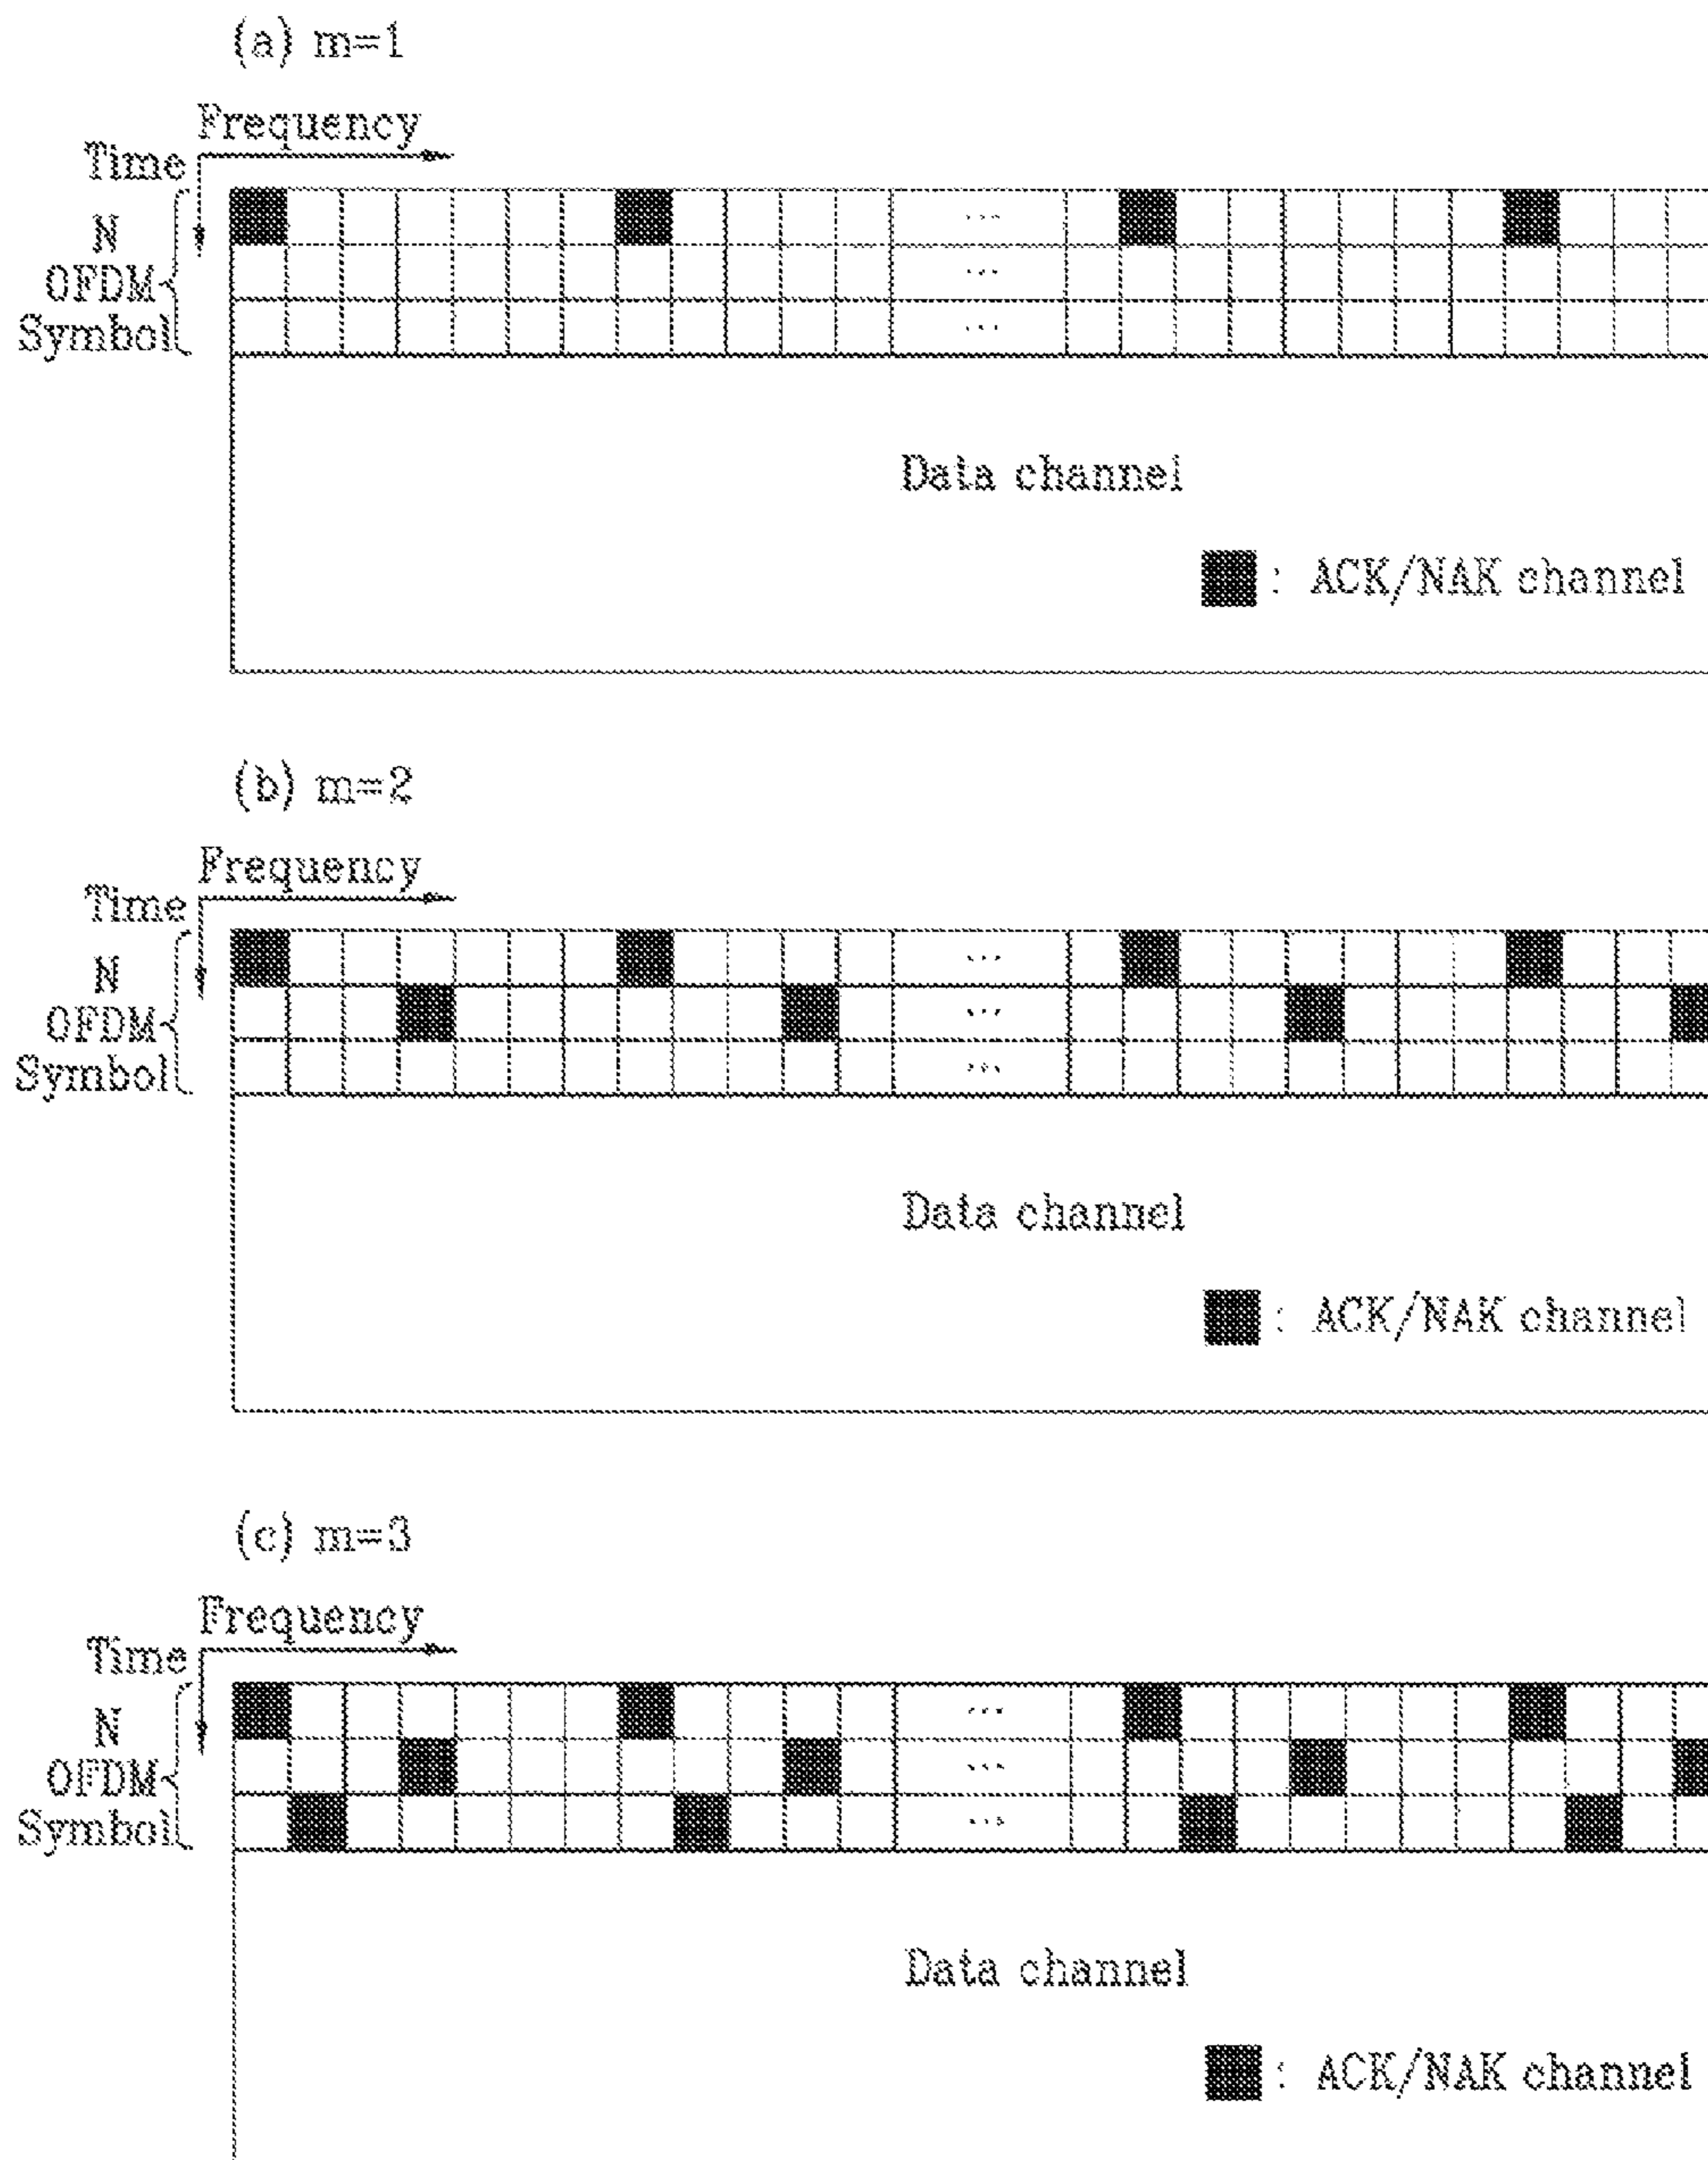 (a) m=1
Frequency
Time
N
OFDM
Symbol
...
...
...
Data channel
: ACK/NAK channel
(b) m=2
Frequency
Time
N
OFDM
Symbol
...
...
...
Data channel
: ACK/NAK channel
(c) m=3
Frequency
Time
N
OFDM
Symbol
...
...
...
Data channel
: ACK/NAK channel